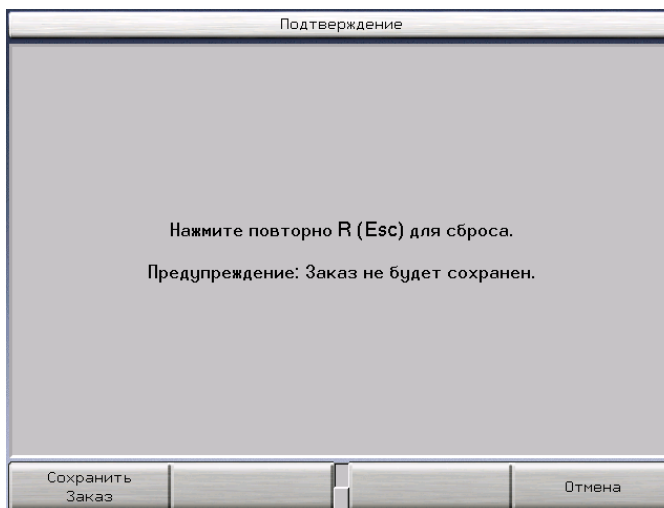 Подтверждение
Нажмите повторно R (Esc) для сброса.
Предупреждение: Заказ не будет сохранен.
Сохранить
Заказ
Отмена